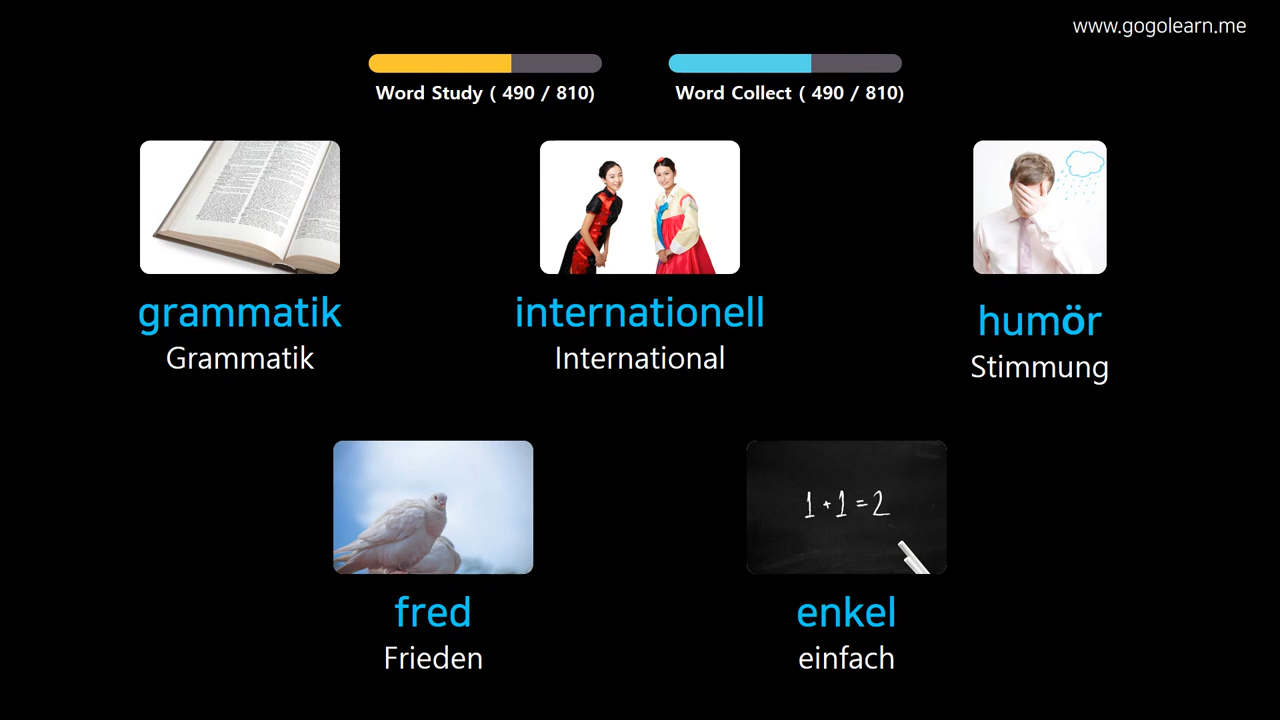 www.gogolearn.me
Word Study ( 490 / 810)
Word Collect ( 490 / 810)
grammatik
Grammatik
internationell
International
humör
Stimmung
fred
Frieden
1+1=2
enkel
einfach